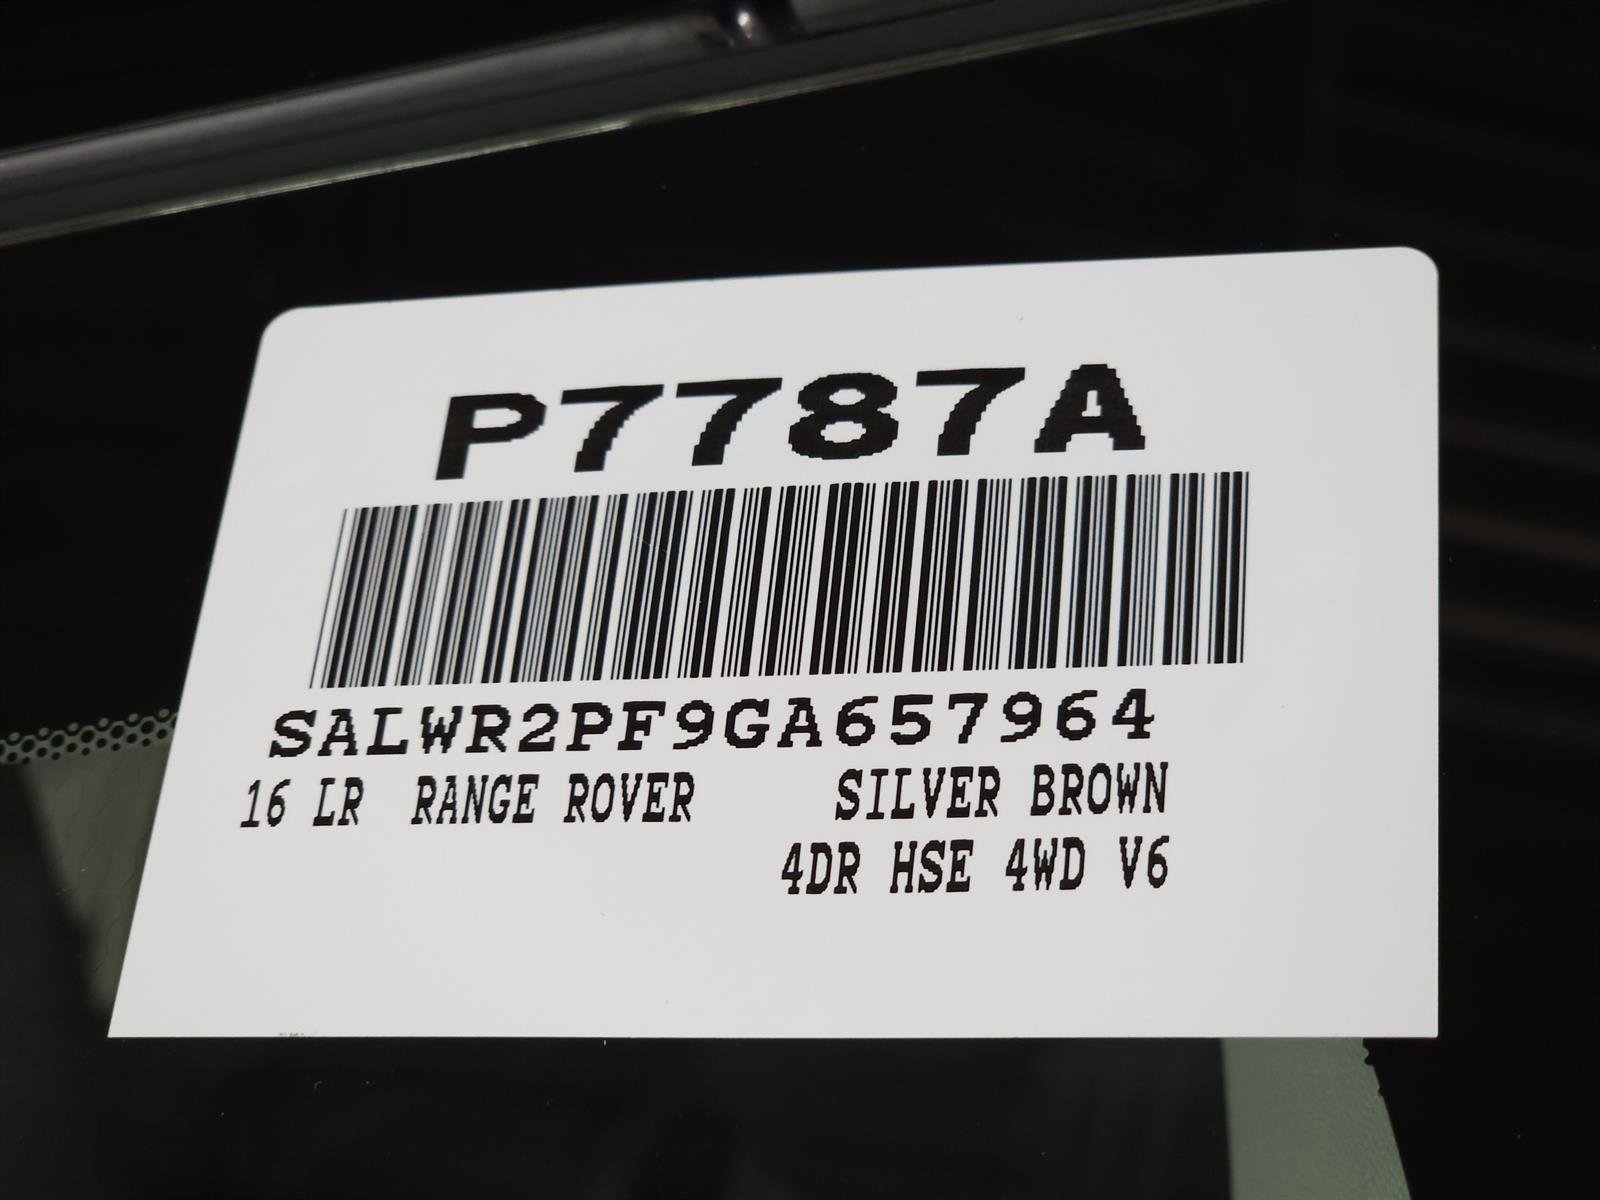 P7787A
SALWR2PF9GA657964
16 LR RANGE ROVER SILVER BROWN
4DR HSE 4WD V6